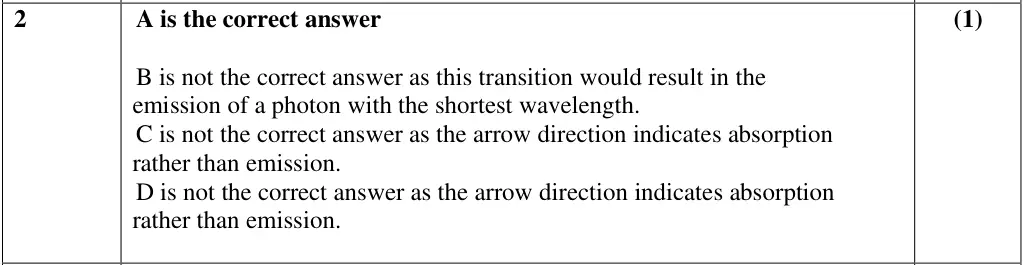 2 A is the correct answer (1)
B is not the correct answer as this transition would result in the
emission of a photon with the shortest wavelength.
C is not the correct answer as the arrow direction indicates absorption
rather than emission.
D is not the correct answer as the arrow direction indicates absorption
rather than emission.